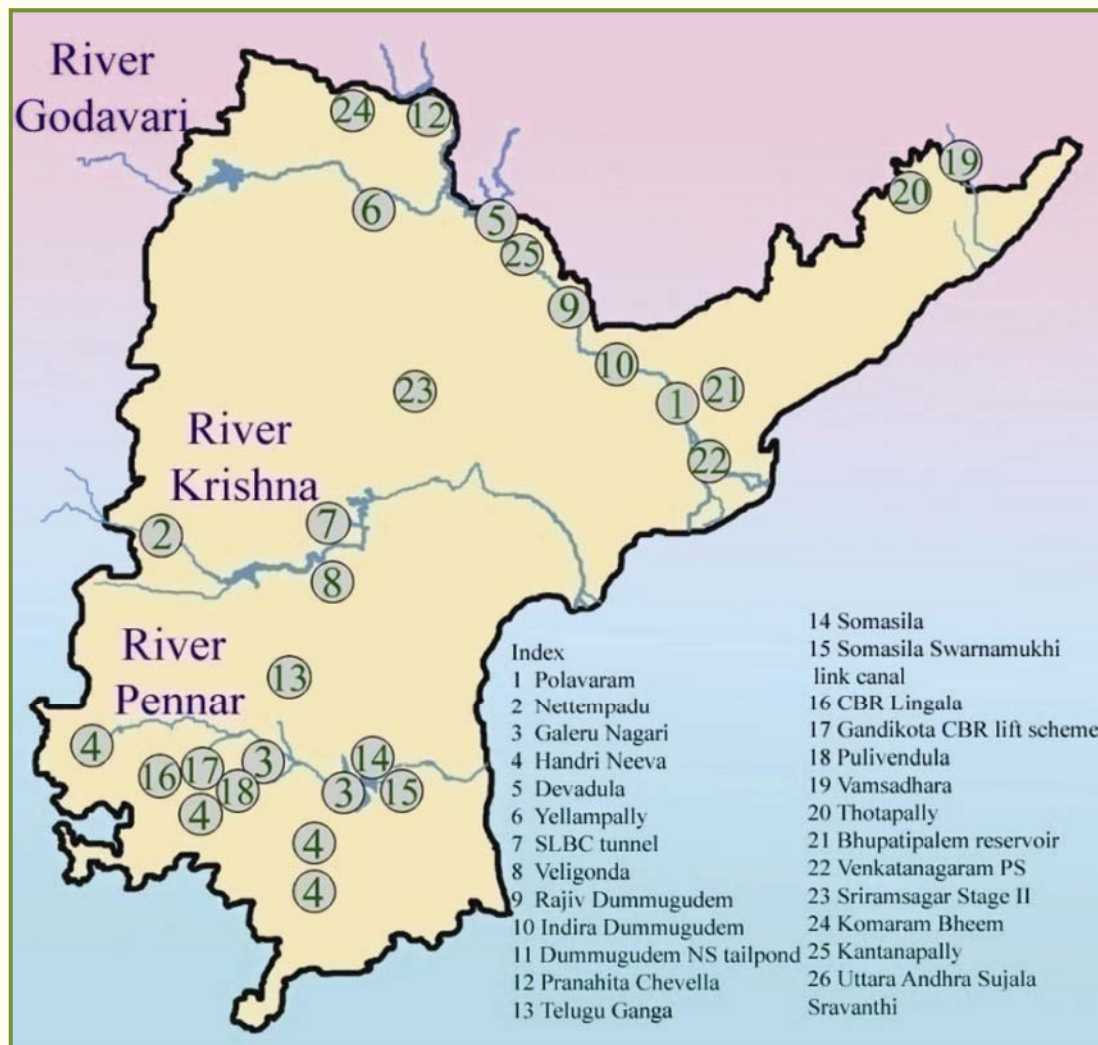 River
Godavari
24
12
19
20
6
5
25
9
10
23
1
21
22
River
Krishna
2
7
8
River
Pennar
13
4
16
17
3
14
18
3
15
4
4
4
Index
1 Polavaram
2 Nettempadu
3 Galeru Nagari
4 Handri Neeva
5 Devadula
6 Yellampally
7 SLBC tunnel
8 Veligonda
9 Rajiv Dummugudem
10 Indira Dummugudem
11 Dummugudem NS tailpond
12 Pranahita Chevella
13 Telugu Ganga
14 Somasila
15 Somasila Swarnamukhi
link canal
16 CBR Lingala
17 Gandikota CBR lift scheme
18 Pulivendula
19 Vamsadhara
20 Thotapally
21 Bhupatipalem reservoir
22 Venkatanagaram PS
23 Sriramsagar Stage II
24 Komaram Bheem
25 Kantanapally
26 Uttara Andhra Sujala
Sravanthi